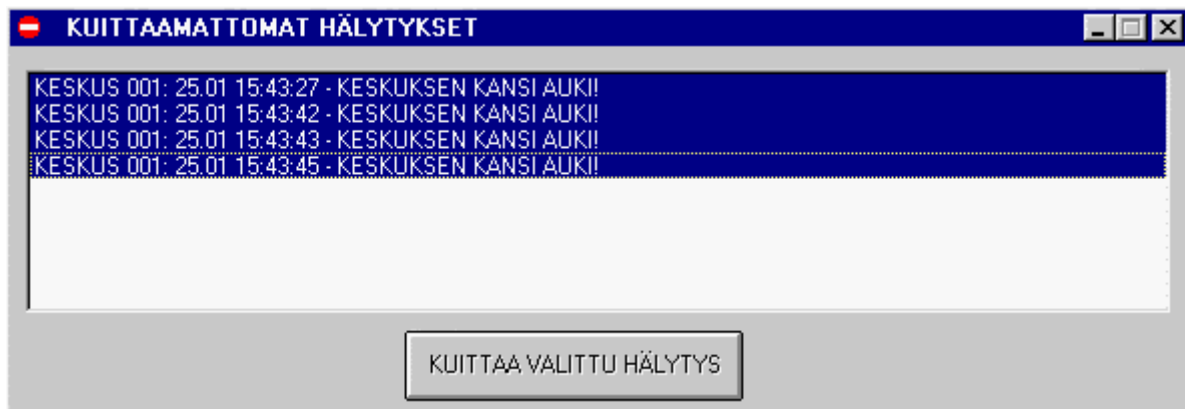 KUITTAAMATTOMAT HÄLYTYKSET
KESKUS 001: 25.01 15:43:27 - KESKUKSEN KANSI AUKI!
KESKUS 001: 25.01 15:43:42 - KESKUKSEN KANSI AUKI!
KESKUS 001: 25.01 15:43:43 - KESKUKSEN KANSI AUKI!
KESKUS 001: 25.01 15:43:45 - KESKUKSEN KANSI AUKI!
KUITTAA VALITTU HÄLYTYS